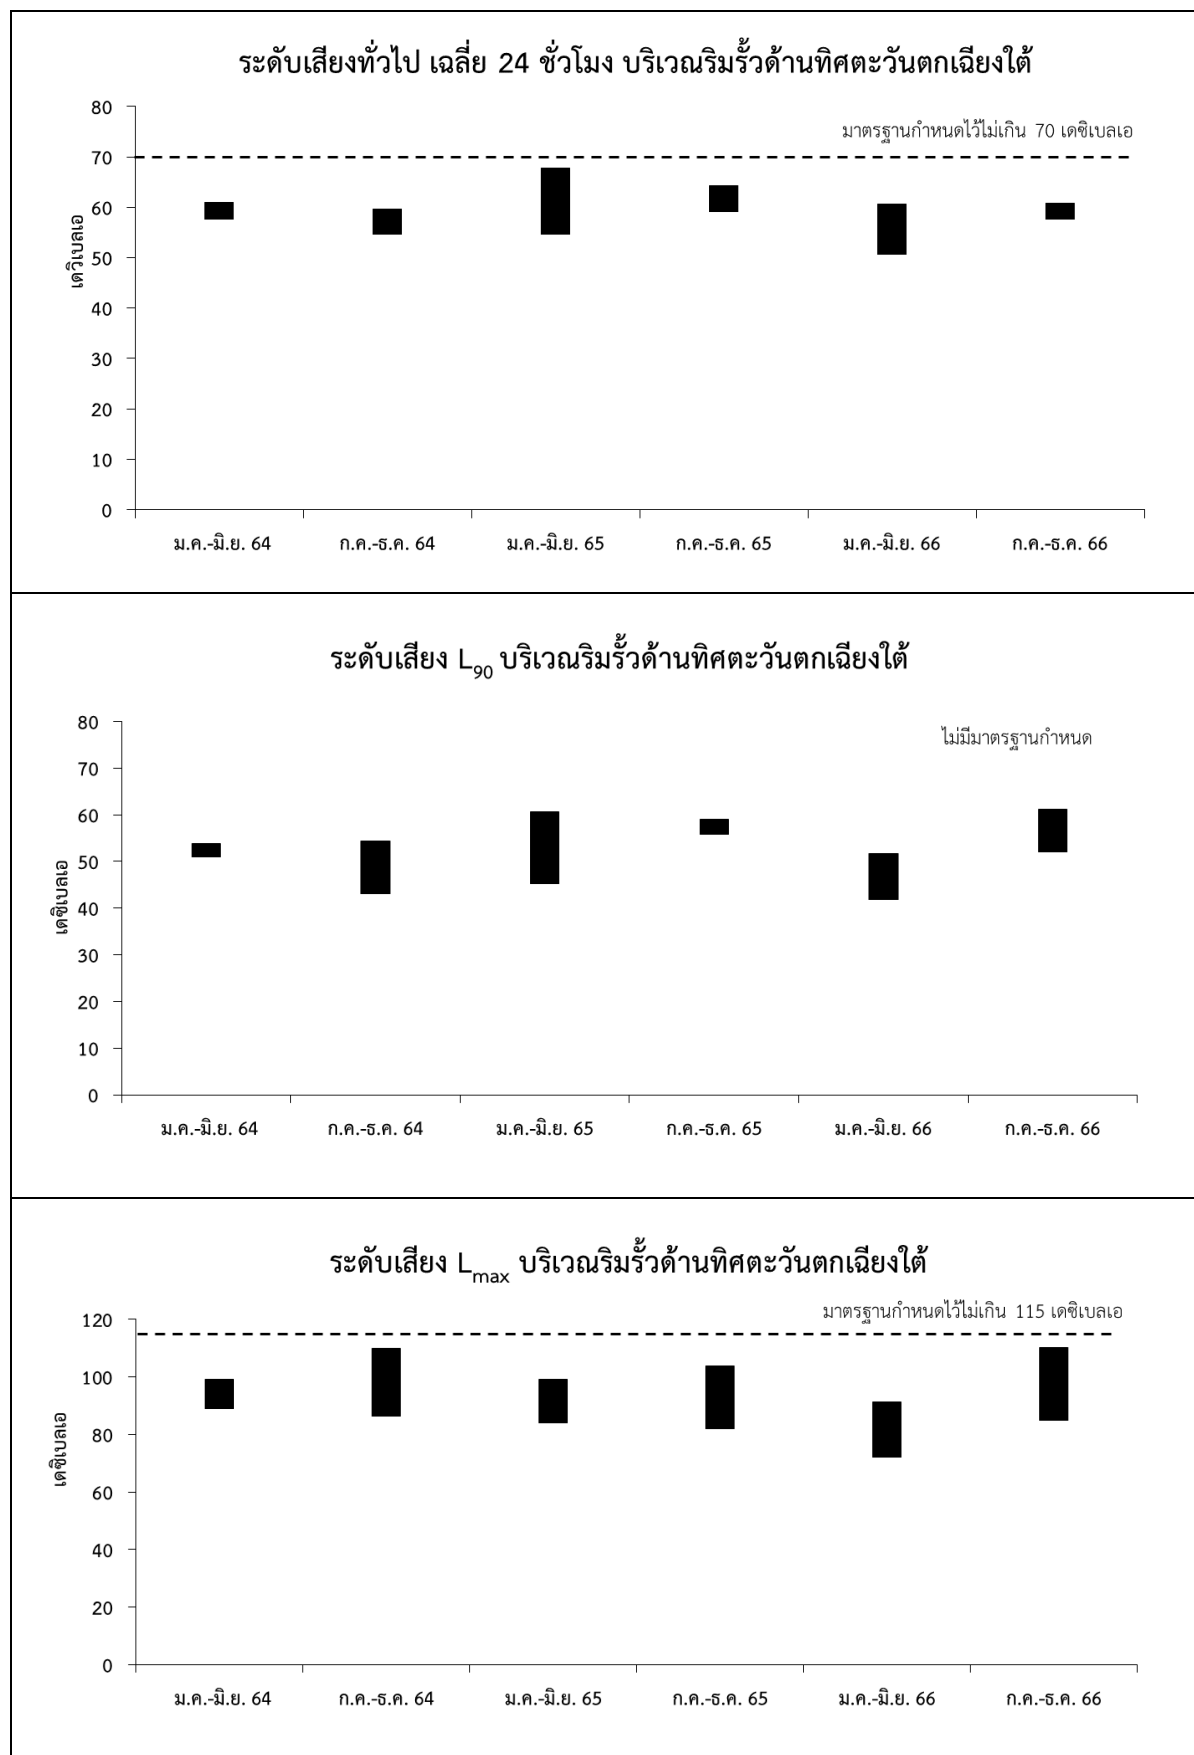 ระดับเสียงทั่วไป เฉลี่ย 24 ชั่วโมง บริเวณริมรั้วด้านทิศตะวันตกเฉียงใต้
มาตรฐานกำหนดไว้ไม่เกิน 70 เดซิเบลเอ
80
70
60
50
40
30
20
10
0
เดวิเบลเอ
ม.ค.-มิ.ย. 64
ก.ค.-ธ.ค. 64
ม.ค.-มิ.ย. 65
ก.ค.-ธ.ค. 65
ม.ค.-มิ.ย. 66
ก.ค.-ธ.ค. 66
ระดับเสียง L90 บริเวณริมรั้วด้านทิศตะวันตกเฉียงใต้
ไม่มีมาตรฐานกำหนด
80
70
60
50
40
30
20
10
0
เดซิเบลเอ
ม.ค.-มิ.ย. 64
ก.ค.-ธ.ค. 64
ม.ค.-มิ.ย. 65
ก.ค.-ธ.ค. 65
ม.ค.-มิ.ย. 66
ก.ค.-ธ.ค. 66
ระดับเสียง Lmax บริเวณริมรั้วด้านทิศตะวันตกเฉียงใต้
มาตรฐานกำหนดไว้ไม่เกิน 115 เดซิเบลเอ
120
100
80
60
40
20
0
เดซิเบลเอ
ม.ค.-มิ.ย. 64
ก.ค.-ธ.ค. 64
ม.ค.-มิ.ย. 65
ก.ค.-ธ.ค. 65
ม.ค.-มิ.ย. 66
ก.ค.-ธ.ค. 66